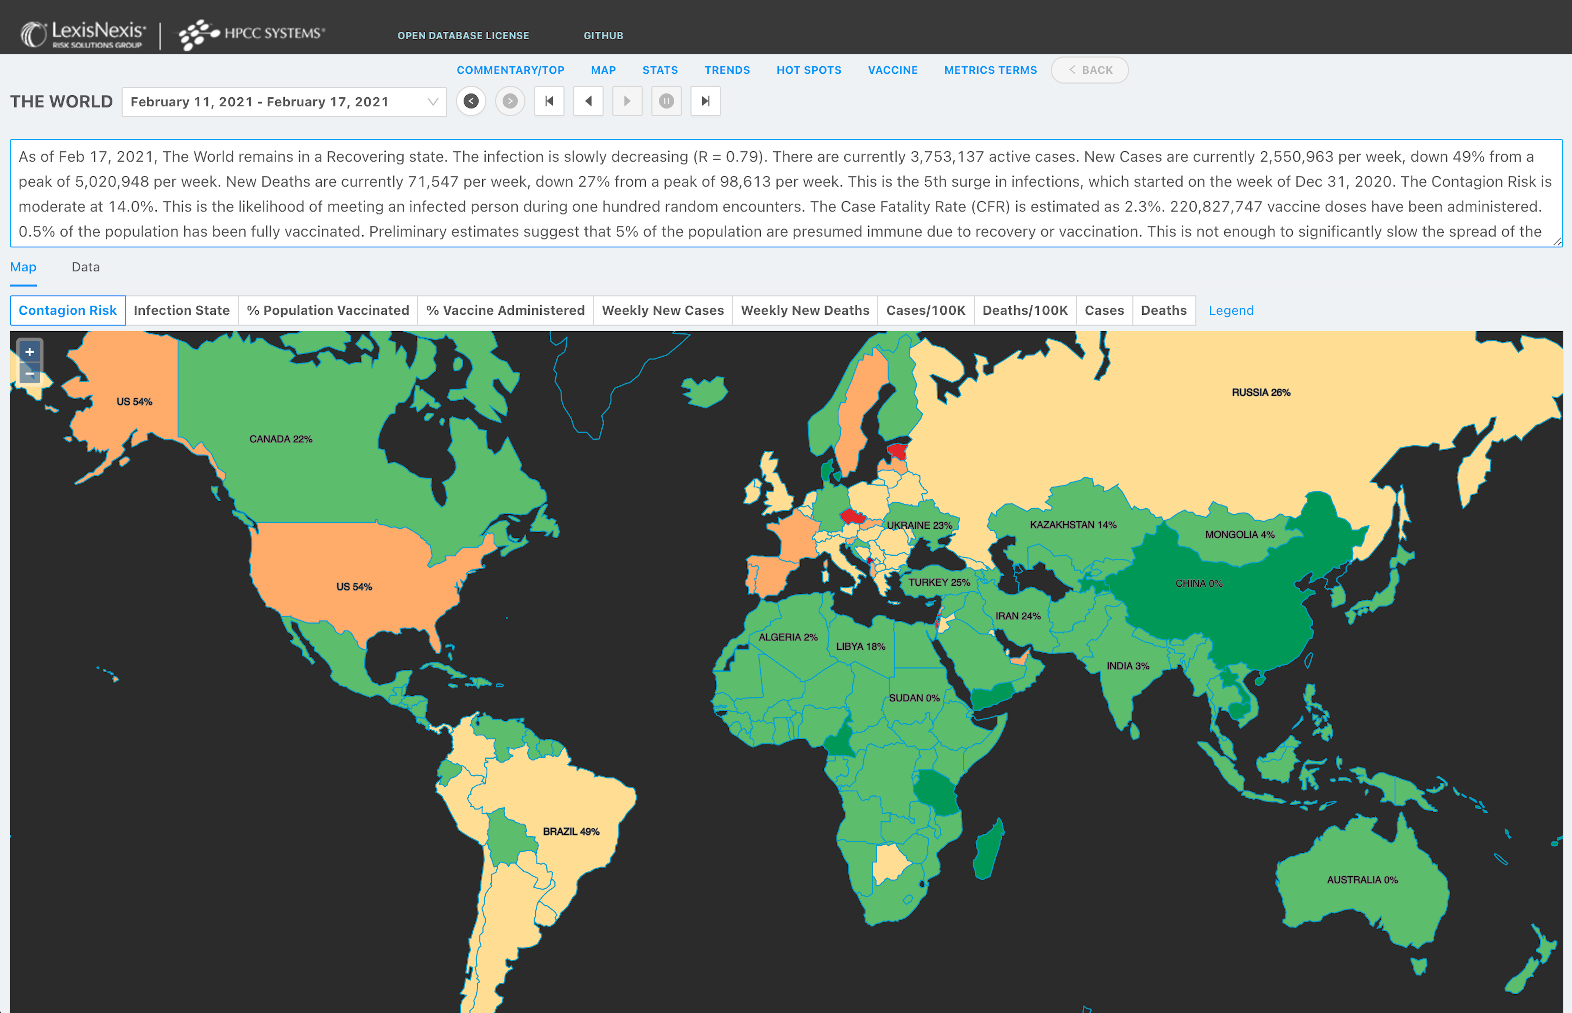 LexisNexis®
RISK SOLUTIONS GROUP
HPCC SYSTEMS®
OPEN DATABASE LICENSE
GITHUB
COMMENTARY/TOP
MAP
STATS
TRENDS
HOT SPOTS
VACCINE
METRICS TERMS
< BACK
THE WORLD
February 11, 2021 - February 17, 2021
As of Feb 17, 2021, The World remains in a Recovering state. The infection is slowly decreasing (R = 0.79). There are currently 3,753,137 active cases. New Cases are currently 2,550,963 per week, down 49% from a
peak of 5,020,948 per week. New Deaths are currently 71,547 per week, down 27% from a peak of 98,613 per week. This is the 5th surge in infections, which started on the week of Dec 31, 2020. The Contagion Risk is
moderate at 14.0%. This is the likelihood of meeting an infected person during one hundred random encounters. The Case Fatality Rate (CFR) is estimated as 2.3%. 220,827,747 vaccine doses have been administered.
0.5% of the population has been fully vaccinated. Preliminary estimates suggest that 5% of the population are presumed immune due to recovery or vaccination. This is not enough to significantly slow the spread of the
Map
Data
Contagion Risk
Infection State
% Population Vaccinated
% Vaccine Administered
Weekly New Cases
Weekly New Deaths
Cases/100K
Deaths/100K
Cases
Deaths
Legend
+
–
US 54%
CANADA 22%
RUSSIA 26%
UKRAINE 23%
KAZAKHSTAN 14%
MONGOLIA 4%
US 54%
TURKEY 25%
CHINA 0%
IRAN 24%
ALGERIA 2%
LIBYA 18%
INDIA 3%
SUDAN 0%
BRAZIL 49%
AUSTRALIA 0%